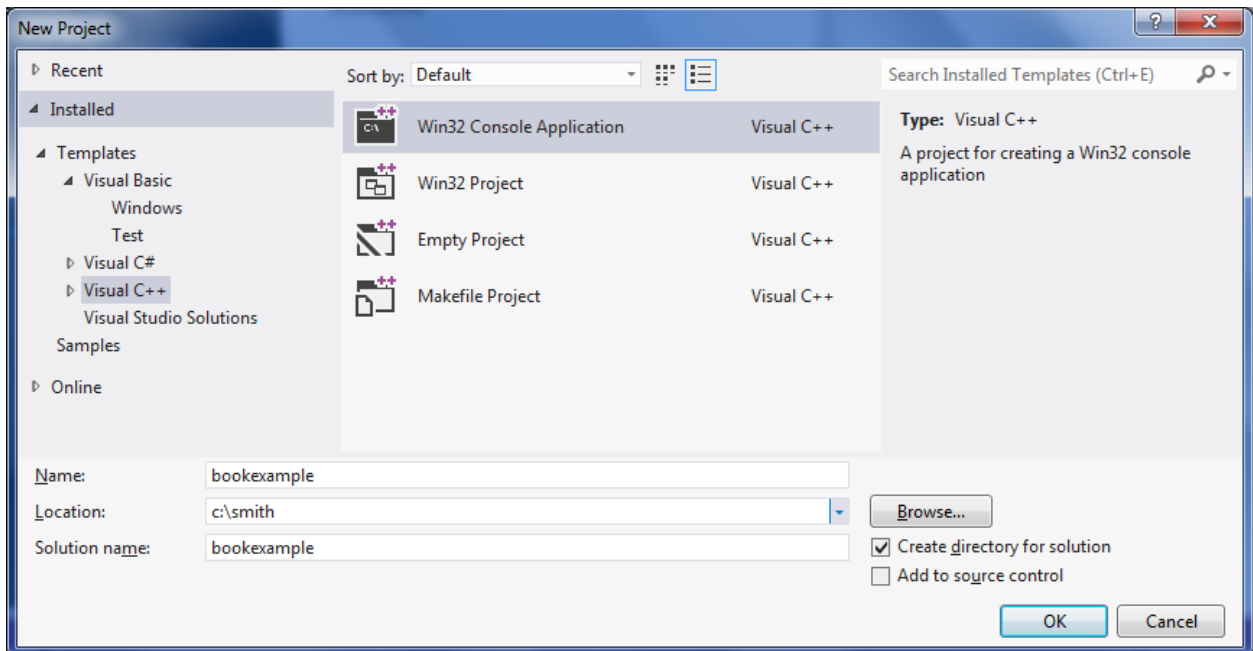 New Project
Recent
Installed
Templates
Visual Basic
Windows
Test
Visual C#
Visual C++
Visual Studio Solutions
Samples
Online
Sort by: Default
Win32 Console Application Visual C++
Win32 Project Visual C++
Empty Project Visual C++
Makefile Project Visual C++
Search Installed Templates (Ctrl+E)
Type: Visual C++
A project for creating a Win32 console
application
Name: bookexample
Location: c:\smith
Browse...
Solution name: bookexample
Create directory for solution
Add to source control
OK Cancel